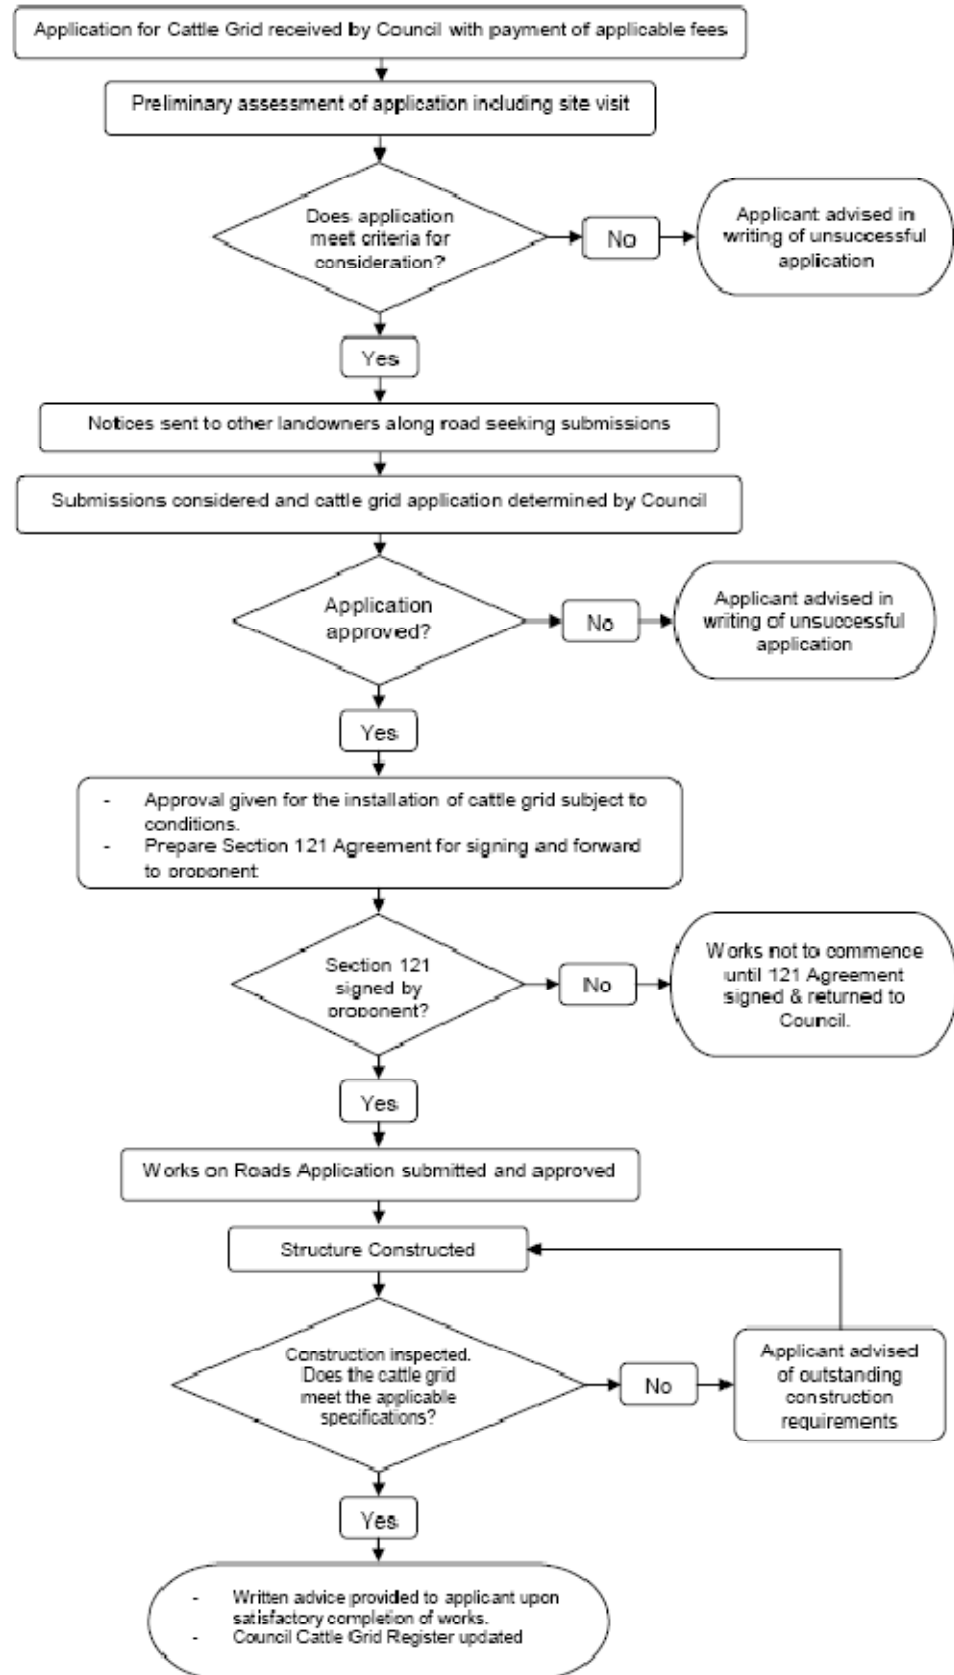 Application for Cattle Grid received by Council with payment of applicable fees
Preliminary assessment of application including site visit
Does application
meet criteria for
consideration?
No
Applicant advised in
writing of unsuccessful
application
Yes
Notices sent to other landowners along road seeking submissions
Submissions considered and cattle grid application determined by Council
Application
approved?
No
Applicant advised in
writing of unsuccessful
application
Yes
- Approval given for the installation of cattle grid subject to
conditions.
- Prepare Section 121 Agreement for signing and forward
to proponent
Section 121
signed by
proponent?
No
Works not to commence
until 121 Agreement
signed & returned to
Council.
Yes
Works on Roads Application submitted and approved
Structure Constructed
Construction inspected.
Does the cattle grid
meet the applicable
specifications?
No
Applicant advised
of outstanding
construction
requirements
Yes
- Written advice provided to applicant upon
satisfactory completion of works.
- Council Cattle Grid Register updated